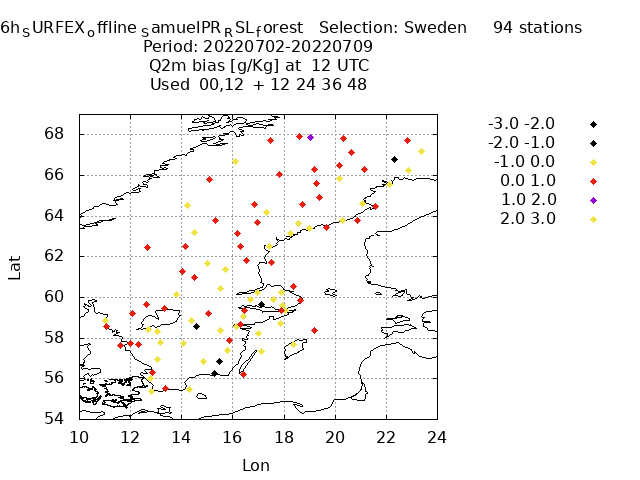 6h_SURFEX_offline_SamuelPR_RSL_forest Selection: Sweden 94 stations
Period: 20220702-20220709
Q2m bias [g/Kg] at 12 UTC
Used 00,12 + 12 24 36 48
-3.0 -2.0
-2.0 -1.0
-1.0 0.0
0.0 1.0
1.0 2.0
2.0 3.0
68
66
64
62
60
58
56
54
Lat
10 12 14 16 18 20 22 24
Lon